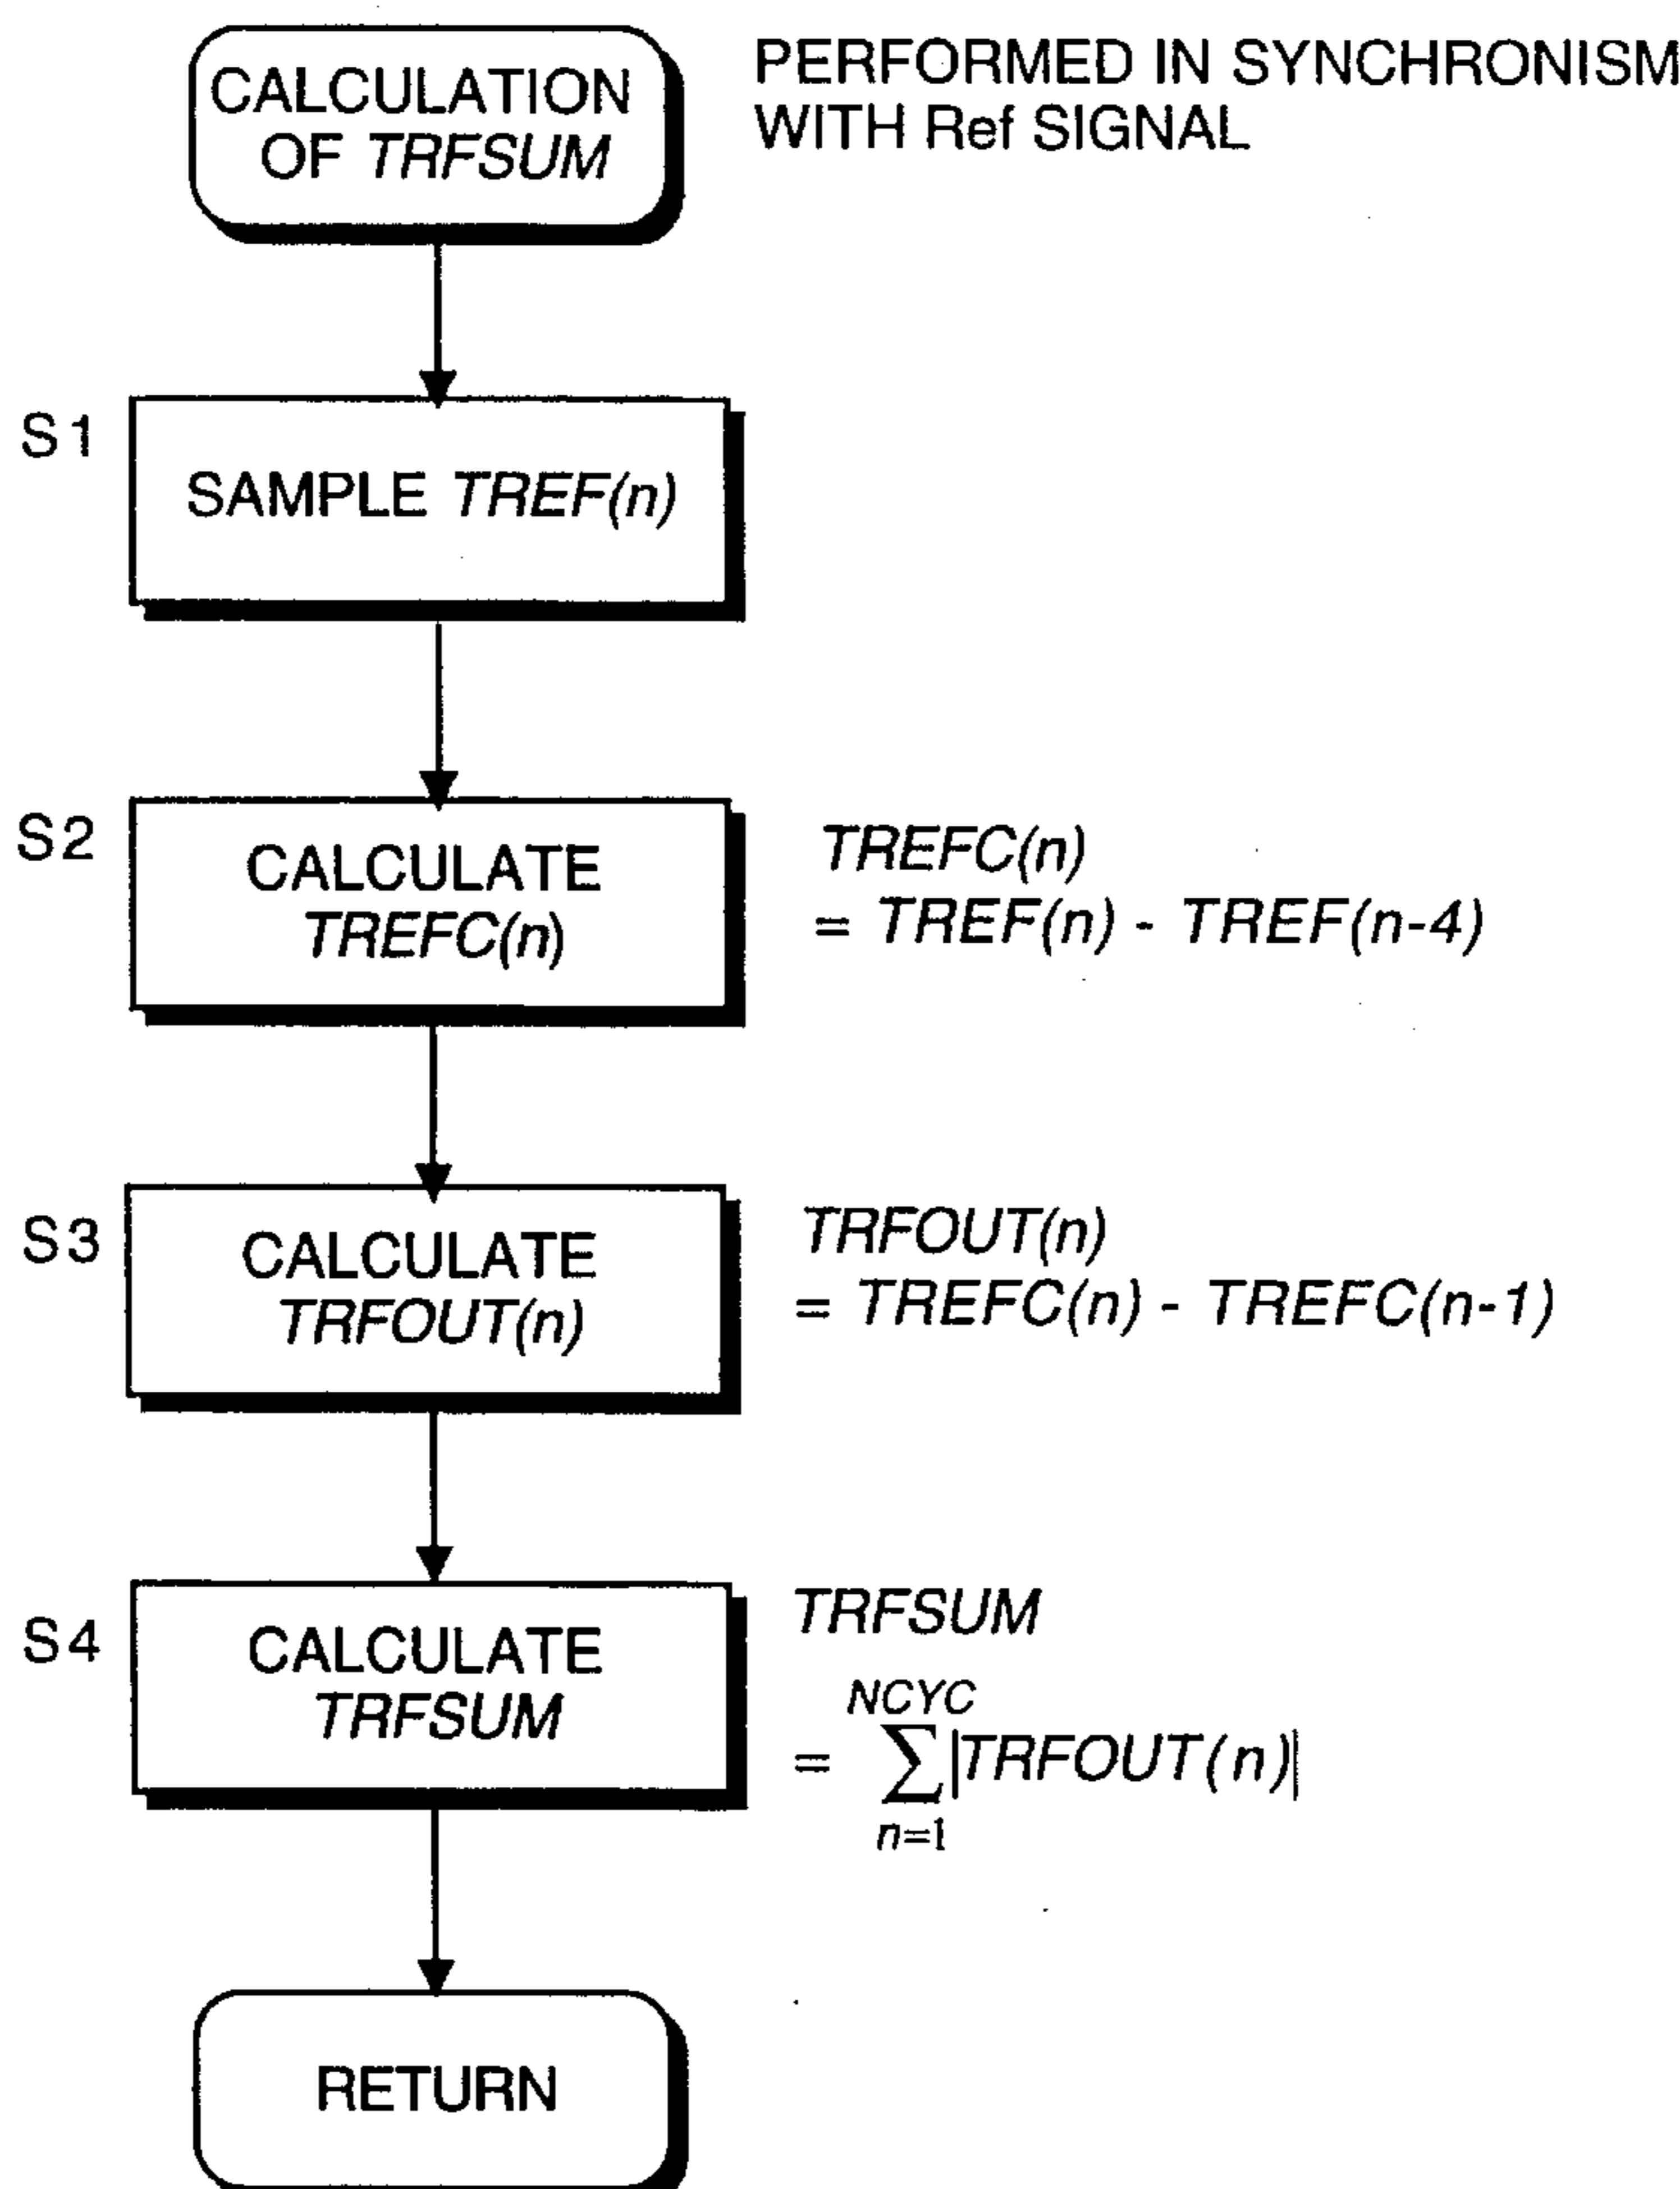 CALCULATION
OF TRFSUM
PERFORMED IN SYNCHRONISM
WITH Ref SIGNAL
S1
SAMPLE TREF(n)
S2
CALCULATE
TREFC(n)
TREFC(n)
= TREF(n) - TREF(n-4)
S3
CALCULATE
TRFOUT(n)
TRFOUT(n)
= TREFC(n) - TREFC(n-1)
S4
CALCULATE
TRFSUM
TRFSUM
NCYC
= ∑|TRFOUT(n)|
n=1
RETURN